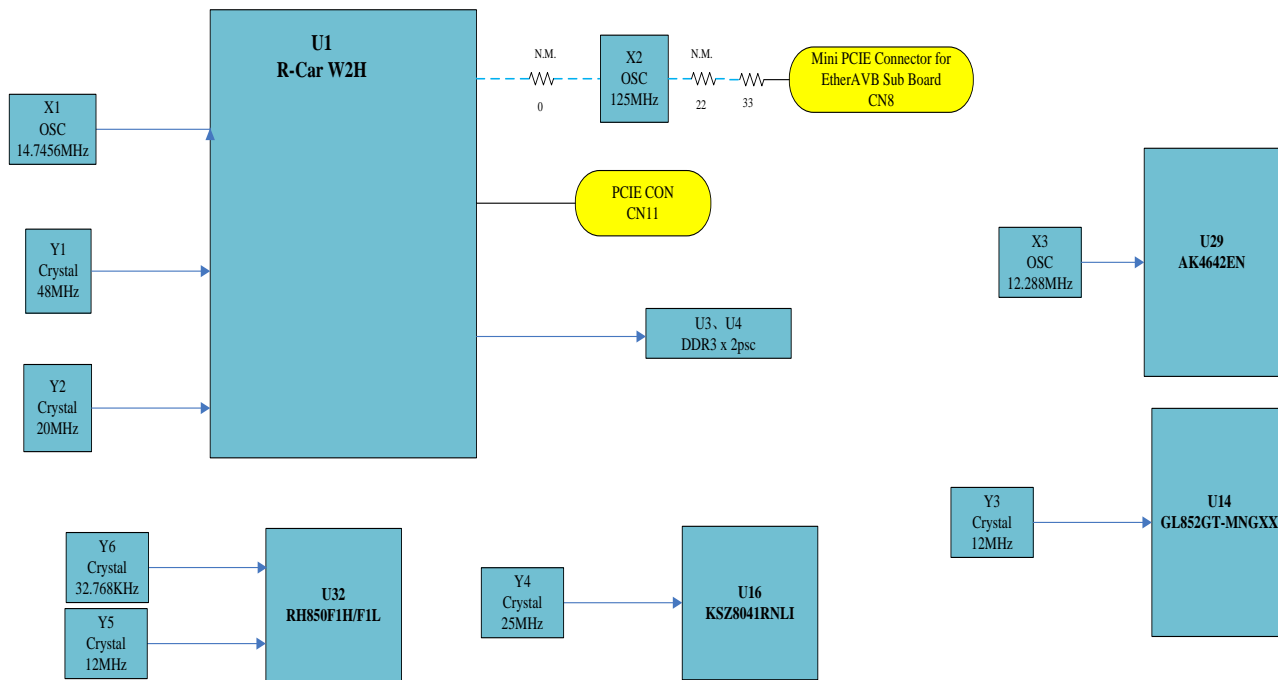 U1
R-Car W2H
N.M.
0
X2
OSC
125MHz
N.M.
22
33
Mini PCIE Connector for
EtherAVB Sub Board
CN8
X1
OSC
14.7456MHz
PCIE CON
CN11
Y1
Crystal
48MHz
X3
OSC
12.288MHz
U29
AK4642EN
U3、U4
DDR3 x 2psc
Y2
Crystal
20MHz
Y3
Crystal
12MHz
U14
GL852GT-MNGXX
Y6
Crystal
32.768KHz
Y5
Crystal
12MHz
U32
RH850F1H/F1L
Y4
Crystal
25MHz
U16
KSZ8041RNLI